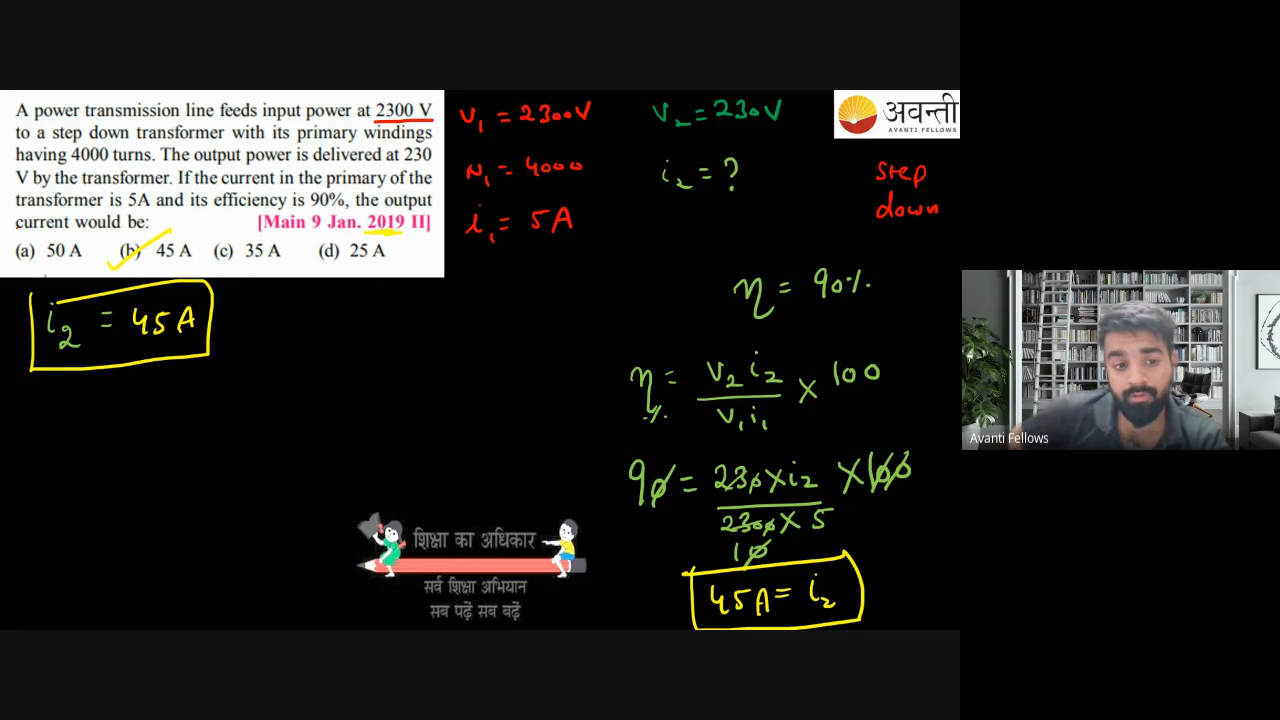 A power transmission line feeds input power at 2300 V
to a step down transformer with its primary windings
having 4000 turns. The output power is delivered at 230
V by the transformer. If the current in the primary of the
transformer is 5A and its efficiency is 90%, the output
current would be: [Main 9 Jan. 2019 II]
(a) 50 A (b) 45 A (c) 35 A (d) 25 A
i₂ = 45 A
V₁ = 2300V
N₁ = 4000
i₁ = 5A
V₂ = 230V
i₂ = ?
अवन्ती
AVANTI FELLOWS
step
down
η = 90%.
η%. = V₂ i₂ / V₁ i₁ × 100
90 = 230 × i₂ / 2300 × 5 × 100
10
45A = i₂
शिक्षा का अधिकार
सर्व शिक्षा अभियान
सब पढ़ें सब बढ़ें
Avanti Fellows